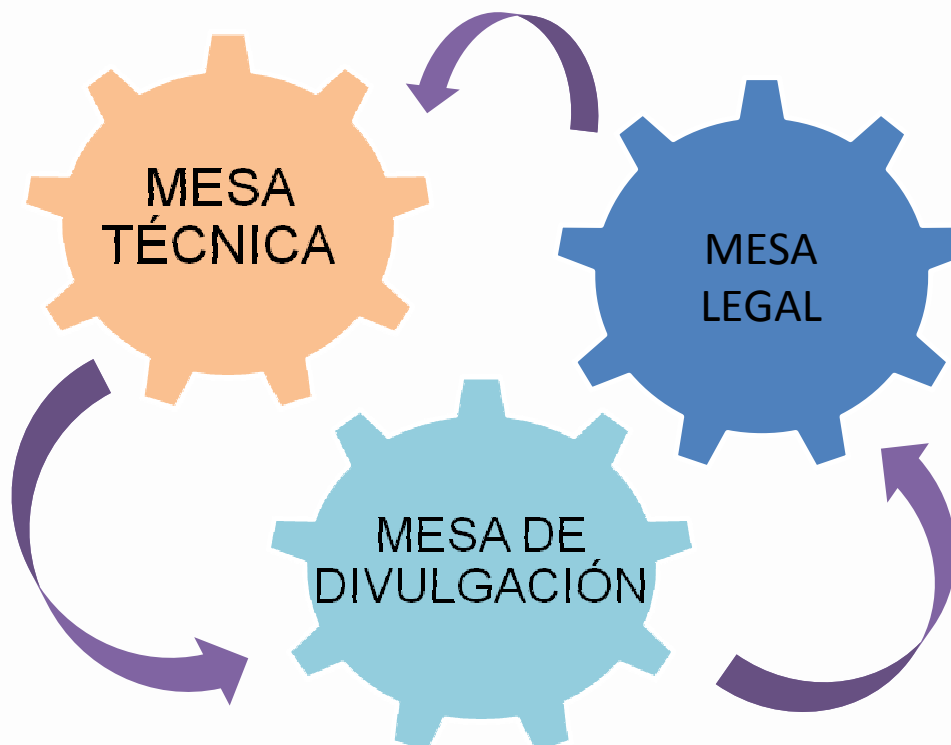 MESA
TÉCNICA
MESA
LEGAL
MESA DE
DIVULGACIÓN